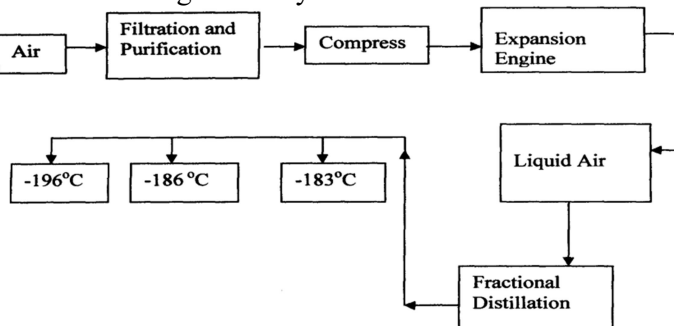 Air
Filtration and
Purification
Compress
Expansion
Engine
-196°C
-186 °C
-183°C
Liquid Air
Fractional
Distillation